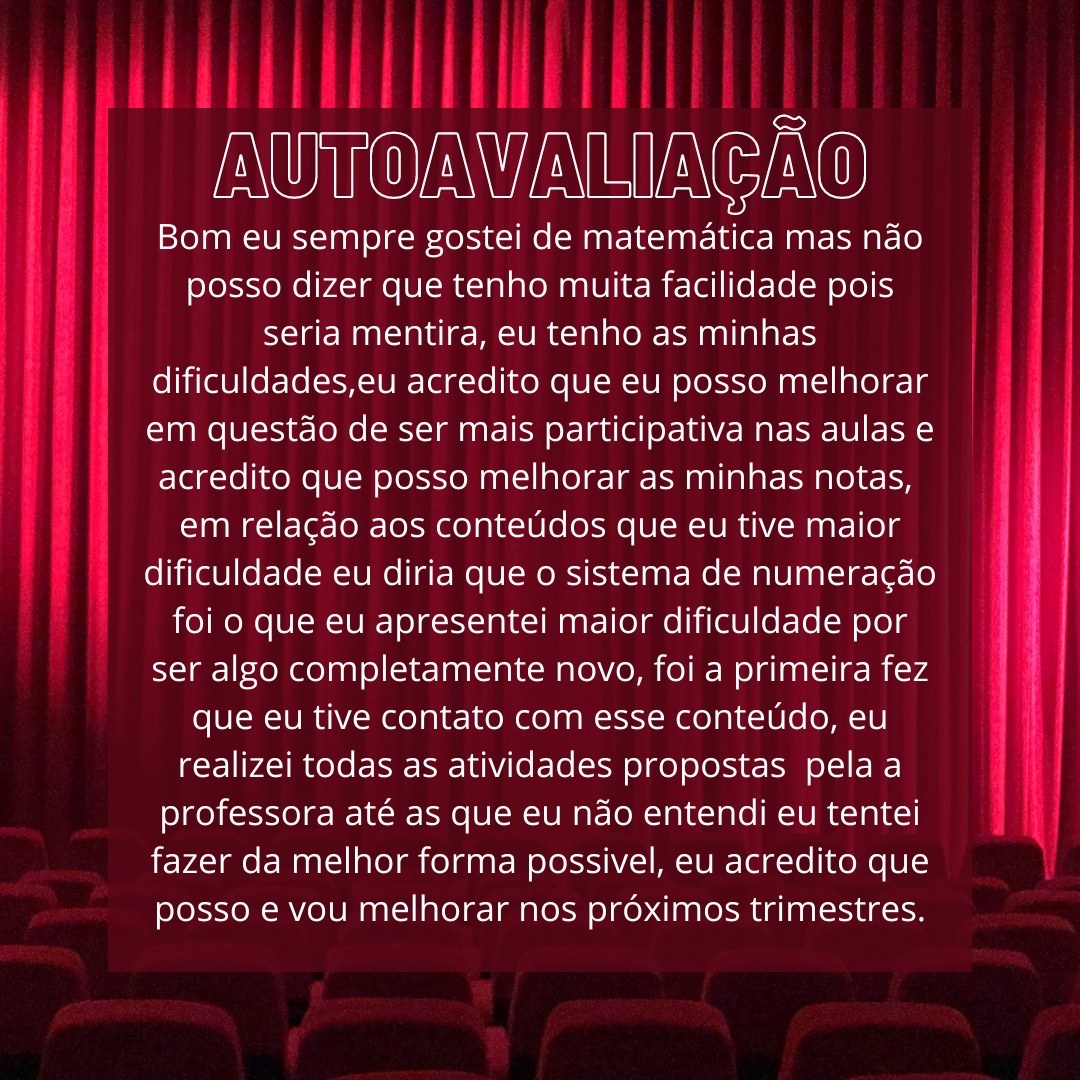 AUTOAVALIAÇÃO
Bom eu sempre gostei de matemática mas não
posso dizer que tenho muita facilidade pois
seria mentira, eu tenho as minhas
dificuldades,eu acredito que eu posso melhorar
em questão de ser mais participativa nas aulas e
acredito que posso melhorar as minhas notas,
em relação aos conteúdos que eu tive maior
dificuldade eu diria que o sistema de numeração
foi o que eu apresentei maior dificuldade por
ser algo completamente novo, foi a primeira fez
que eu tive contato com esse conteúdo, eu
realizei todas as atividades propostas  pela a
professora até as que eu não entendi eu tentei
fazer da melhor forma possivel, eu acredito que
posso e vou melhorar nos próximos trimestres.